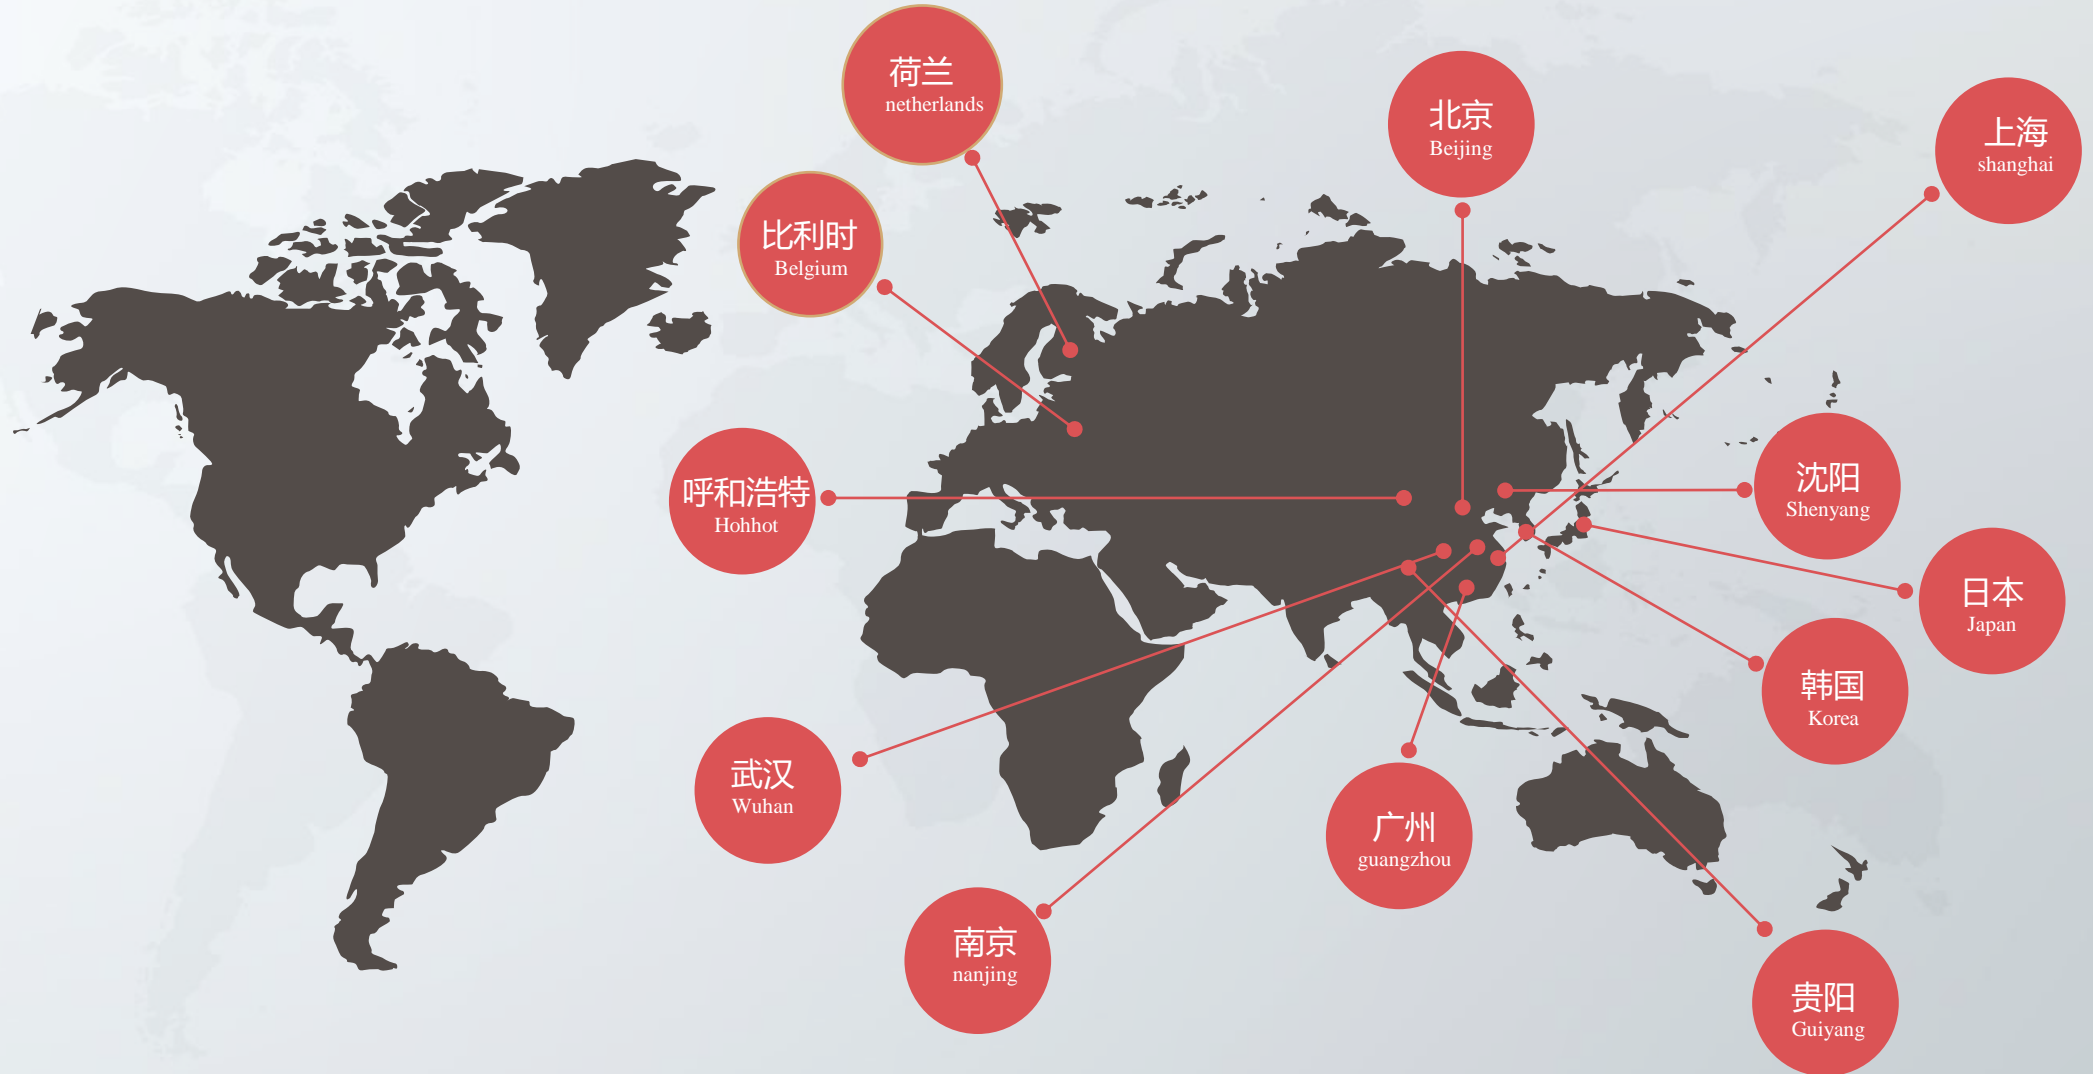 荷兰
netherlands
北京
Beijing
上海
shanghai
比利时
Belgium
呼和浩特
Hohhot
沈阳
Shenyang
日本
Japan
韩国
Korea
武汉
Wuhan
广州
guangzhou
南京
nanjing
贵阳
Guiyang